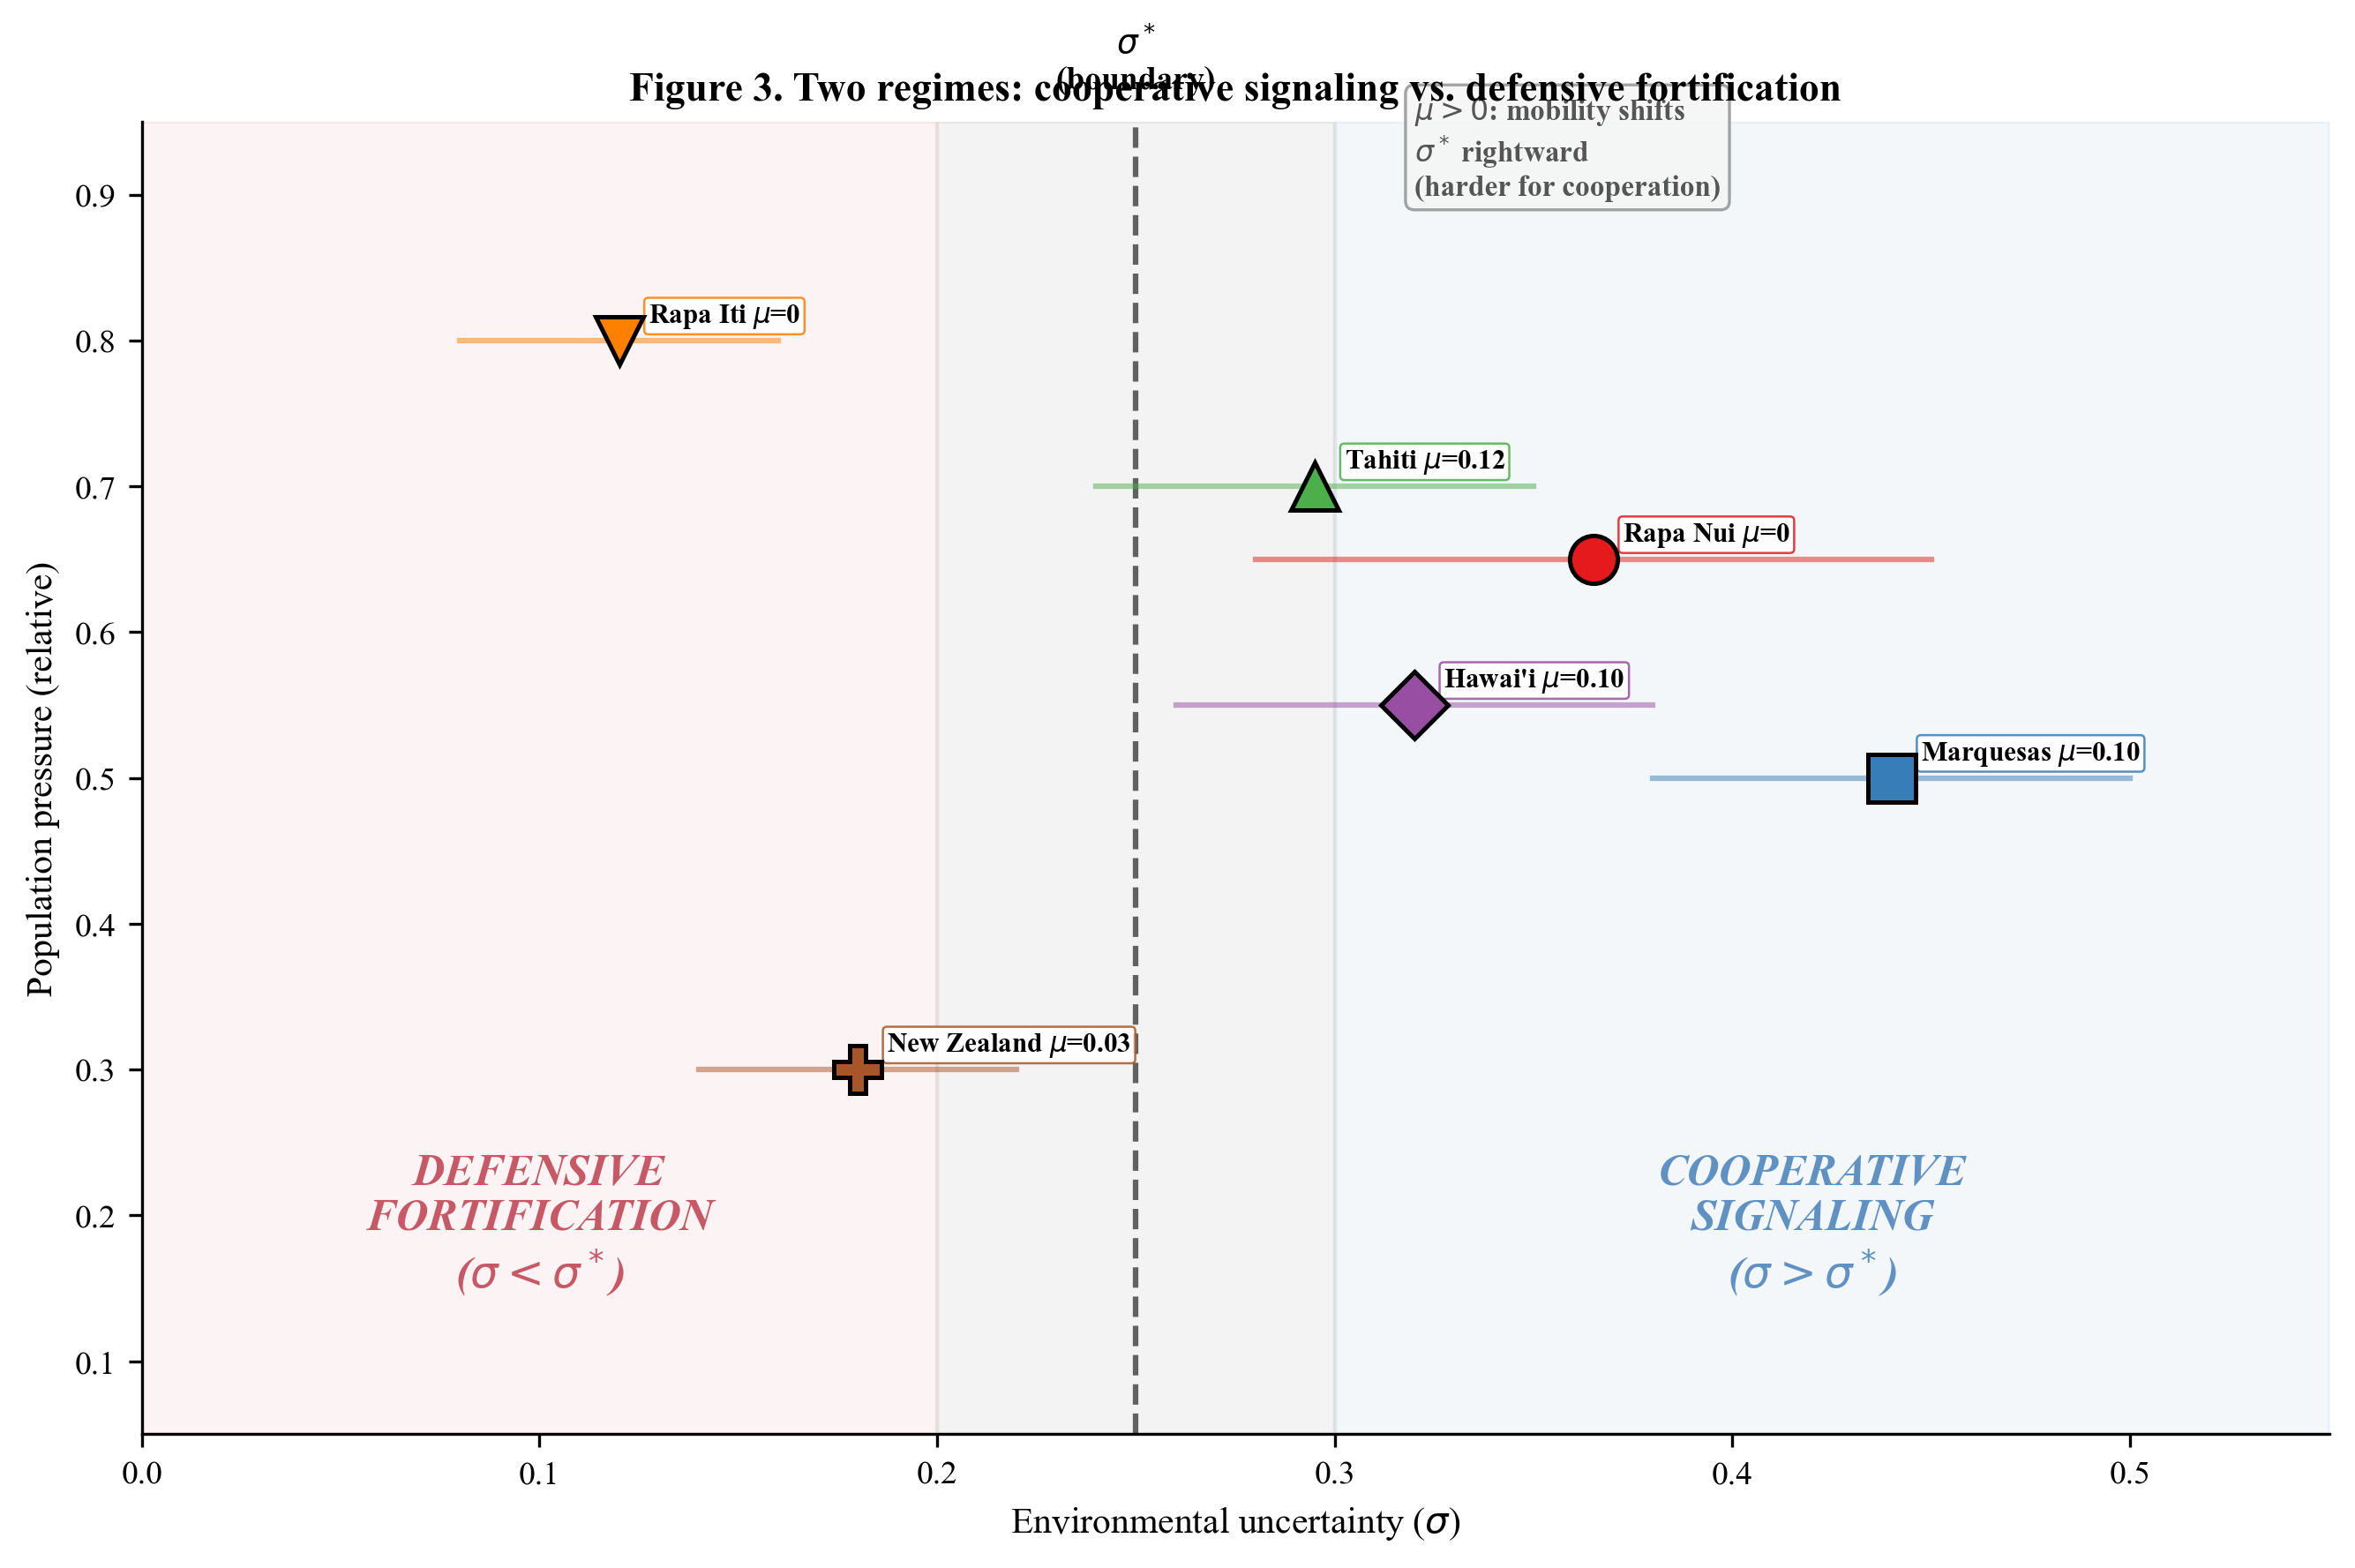 σ*
(boundary)
Figure 3. Two regimes: cooperative signaling vs. defensive fortification
μ > 0: mobility shifts
σ* rightward
(harder for cooperation)
0.9
0.8
0.7
0.6
0.5
0.4
0.3
0.2
0.1
Population pressure (relative)
Rapa Iti μ=0
Tahiti μ=0.12
Rapa Nui μ=0
Hawai'i μ=0.10
Marquesas μ=0.10
New Zealand μ=0.03
DEFENSIVE
FORTIFICATION
(σ < σ*)
COOPERATIVE
SIGNALING
(σ > σ*)
0.0
0.1
0.2
0.3
0.4
0.5
Environmental uncertainty (σ)